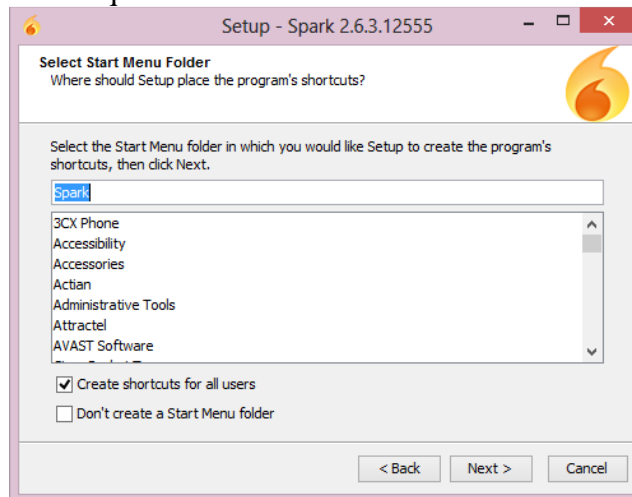 Setup - Spark 2.6.3.12555
Select Start Menu Folder
Where should Setup place the program's shortcuts?
Select the Start Menu folder in which you would like Setup to create the program's
shortcuts, then click Next.
Spark
3CX Phone
Accessibility
Accessories
Actian
Administrative Tools
Attractel
AVAST Software
Create shortcuts for all users
Don't create a Start Menu folder
< Back Next > Cancel